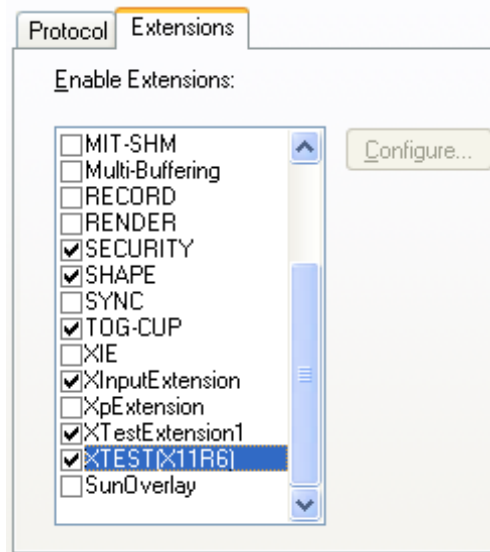 Protocol Extensions
Enable Extensions:
MIT-SHM
Configure...
Multi-Buffering
RECORD
RENDER
SECURITY
SHAPE
SYNC
TOG-CUP
XIE
XInputExtension
XpExtension
XTestExtension1
XTEST(X11R6)
SunOverlay